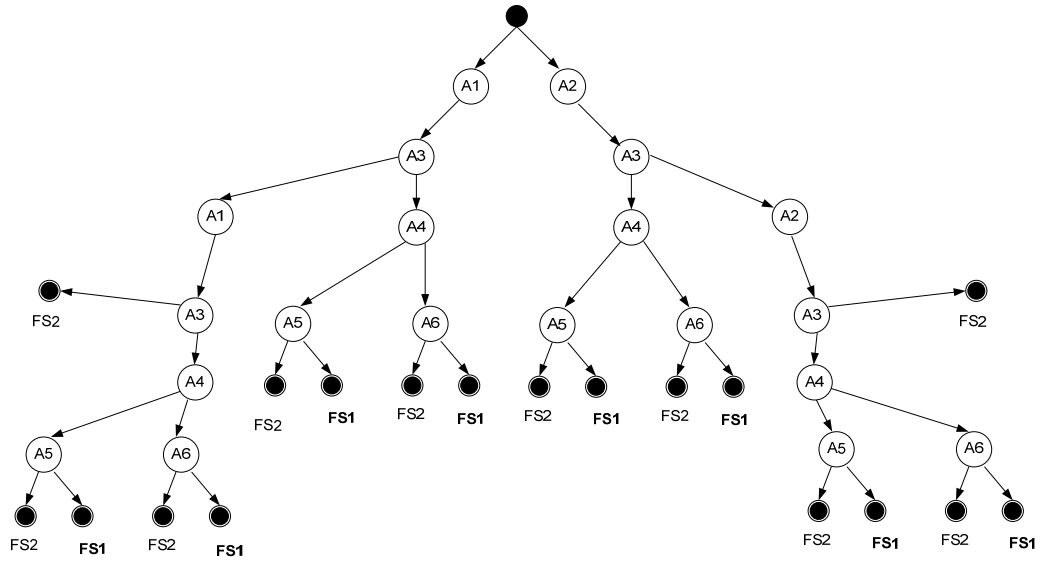 A1 A2
A3 A3
A1 A4 A4 A2
FS2 A3 A5 A6 A5 A6 A3 FS2
A4 FS2 FS1 FS2 FS1 FS2 FS1 FS2 FS1 A4
A5 A6 A5 A6
FS2 FS1 FS2 FS1 FS2 FS1 FS2 FS1